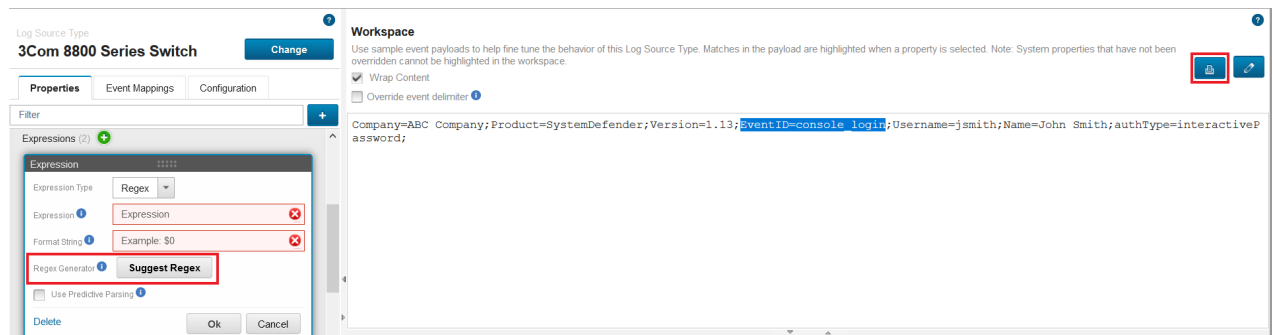 Log Source Type
3Com 8800 Series Switch
Change
Properties
Event Mappings
Configuration
Filter
Expressions (2)
Expression
Expression Type
Regex
Expression
Expression
Format String
Example: $0
Regex Generator
Suggest Regex
Use Predictive Parsing
Delete
Ok
Cancel
Workspace
Use sample event payloads to help fine tune the behavior of this Log Source Type. Matches in the payload are highlighted when a property is selected. Note: System properties that have not been
overridden cannot be highlighted in the workspace.
Wrap Content
Override event delimiter
Company=ABC Company;Product=SystemDefender;Version=1.13;EventID=console_login;Username=jsmith;Name=John Smith;authType=interactiveP
assword;